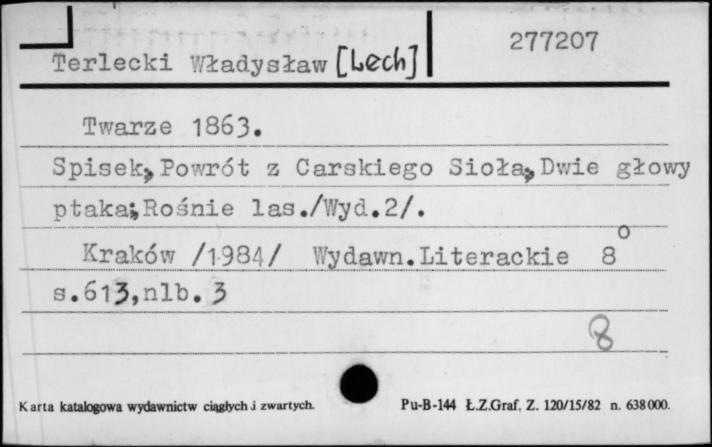 277207
Terlecki Władysław [Lech]
Twarze 1863.
Spisek, Powrót z Carskiego Sioła, Dwie głowy
ptaka, Rośnie las./Wyd.2/.
Kraków /1984/ Wydawn.Literackie 8°
s.613,nlb. 3
8
Karta katalogowa wydawnictw ciągłych i zwartych. Pu-B-144 Ł.Z.Graf. Z. 120/15/82 n. 638000.